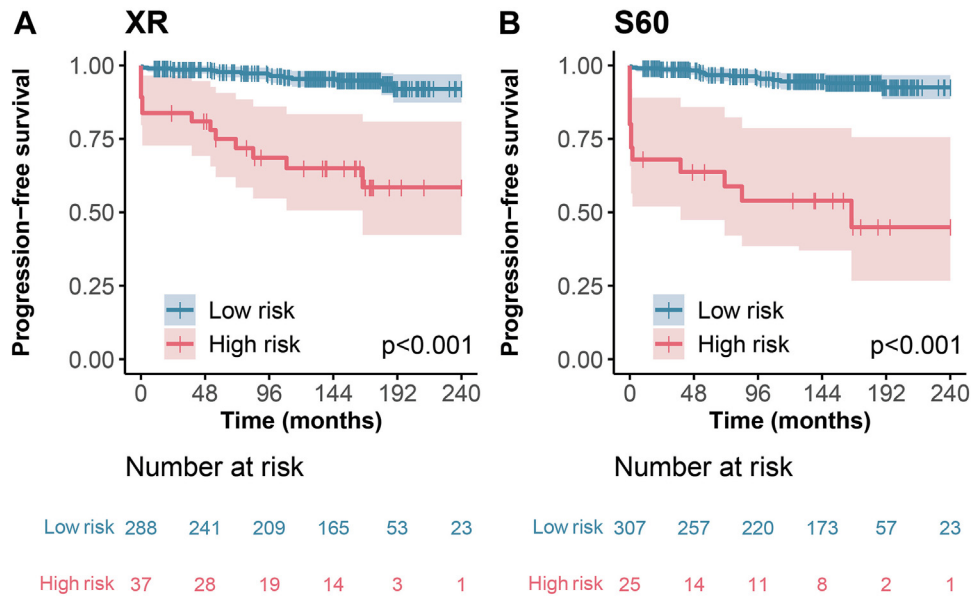 A XR
Progression−free survival
1.00
0.75
0.50
0.25
0.00
Low risk
High risk
p<0.001
0 48 96 144 192 240
Time (months)
Number at risk
Low risk 288 241 209 165 53 23
High risk 37 28 19 14 3 1
B S60
Progression−free survival
1.00
0.75
0.50
0.25
0.00
Low risk
High risk
p<0.001
0 48 96 144 192 240
Time (months)
Number at risk
Low risk 307 257 220 173 57 23
High risk 25 14 11 8 2 1